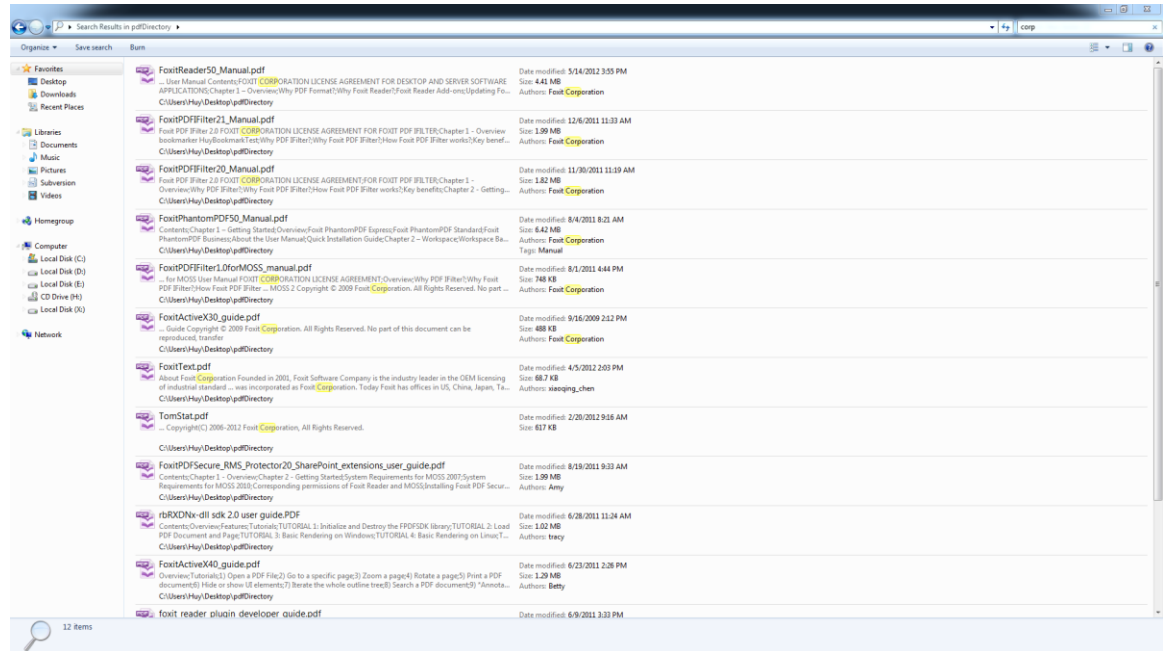 Search Results in pdfDirectory
corp
Organize
Save search
Burn
Favorites
Desktop
Downloads
Recent Places
Libraries
Documents
Music
Pictures
Subversion
Videos
Homegroup
Computer
Local Disk (C:)
Local Disk (D:)
Local Disk (E:)
CD Drive (H:)
Local Disk (X:)
Network
FoxitReader50_Manual.pdf
... User Manual Contents;FOXIT CORPORATION LICENSE AGREEMENT FOR DESKTOP AND SERVER SOFTWARE
APPLICATIONS;Chapter 1 – Overview;Why PDF Format?;Why Foxit Reader?;Foxit Reader Add-ons;Updating Fo...
C:\Users\Huy\Desktop\pdfDirectory
Date modified: 5/14/2012 3:55 PM
Size: 4.41 MB
Authors: Foxit Corporation
FoxitPDFIFilter21_Manual.pdf
Foxit PDF IFilter 2.0 FOXIT CORPORATION LICENSE AGREEMENT FOR FOXIT PDF IFILTER;Chapter 1 - Overview
bookmarker HuyBookmarkTest;Why PDF IFilter?;Why Foxit PDF IFilter?;How Foxit PDF IFilter works?;Key benef...
C:\Users\Huy\Desktop\pdfDirectory
Date modified: 12/6/2011 11:33 AM
Size: 1.99 MB
Authors: Foxit Corporation
FoxitPDFIFilter20_Manual.pdf
Foxit PDF IFilter 2.0 FOXIT CORPORATION LICENSE AGREEMENT;FOR FOXIT PDF IFILTER;Chapter 1 -
Overview;Why PDF IFilter?;Why Foxit PDF IFilter?;How Foxit PDF IFilter works?;Key benefits;Chapter 2 - Getting...
C:\Users\Huy\Desktop\pdfDirectory
Date modified: 11/30/2011 11:19 AM
Size: 1.82 MB
Authors: Foxit Corporation
FoxitPhantomPDF50_Manual.pdf
Contents;Chapter 1 – Getting Started;Overview;Foxit PhantomPDF Express;Foxit PhantomPDF Standard;Foxit
PhantomPDF Business;About the User Manual;Quick Installation Guide;Chapter 2 – Workspace;Workspace Ba...
C:\Users\Huy\Desktop\pdfDirectory
Date modified: 8/4/2011 8:21 AM
Size: 6.42 MB
Authors: Foxit Corporation
Tags: Manual
FoxitPDFIFilter1.0forMOSS_manual.pdf
... for MOSS User Manual FOXIT CORPORATION LICENSE AGREEMENT;Overview;Why PDF IFilter?;Why Foxit
PDF IFilter?;How Foxit PDF IFilter ... MOSS 2 Copyright © 2009 Foxit Corporation. All Rights Reserved. No part ...
C:\Users\Huy\Desktop\pdfDirectory
Date modified: 8/1/2011 4:44 PM
Size: 748 KB
Authors: Foxit Corporation
FoxitActiveX30_guide.pdf
... Guide Copyright © 2009 Foxit Corporation. All Rights Reserved. No part of this document can be
reproduced, transfer
C:\Users\Huy\Desktop\pdfDirectory
Date modified: 9/16/2009 2:12 PM
Size: 488 KB
Authors: Foxit Corporation
FoxitText.pdf
About Foxit Corporation Founded in 2001, Foxit Software Company is the industry leader in the OEM licensing
of industrial standard ... was incorporated as Foxit Corporation. Today Foxit has offices in US, China, Japan, Ta...
C:\Users\Huy\Desktop\pdfDirectory
Date modified: 4/5/2012 2:03 PM
Size: 68.7 KB
Authors: xiaoqing_chen
TomStat.pdf
... Copyright(C) 2006-2012 Foxit Corporation, All Rights Reserved.
C:\Users\Huy\Desktop\pdfDirectory
Date modified: 2/20/2012 9:16 AM
Size: 617 KB
FoxitPDFSecure_RMS_Protector20_SharePoint_extensions_user_guide.pdf
Contents;Chapter 1 - Overview;Chapter 2 - Getting Started;System Requirements for MOSS 2007;System
Requirements for MOSS 2010;Corresponding permissions of Foxit Reader and MOSS;Installing Foxit PDF Secur...
C:\Users\Huy\Desktop\pdfDirectory
Date modified: 8/19/2011 9:33 AM
Size: 1.99 MB
Authors: Amy
rbRXDNx-dll sdk 2.0 user guide.PDF
Contents;Overview;Features;Tutorials;TUTORIAL 1: Initialize and Destroy the FPDFSDK library;TUTORIAL 2: Load
PDF Document and Page;TUTORIAL 3: Basic Rendering on Windows;TUTORIAL 4: Basic Rendering on Linux;T...
C:\Users\Huy\Desktop\pdfDirectory
Date modified: 6/28/2011 11:24 AM
Size: 1.02 MB
Authors: tracy
FoxitActiveX40_guide.pdf
Overview;Tutorials;1) Open a PDF File;2) Go to a specific page;3) Zoom a page;4) Rotate a page;5) Print a PDF
document;6) Hide or show UI elements;7) Iterate the whole outline tree;8) Search a PDF document;9) "Annota...
C:\Users\Huy\Desktop\pdfDirectory
Date modified: 6/23/2011 2:26 PM
Size: 1.29 MB
Authors: Betty
foxit reader plugin developer guide.pdf
Date modified: 6/9/2011 3:33 PM
12 items